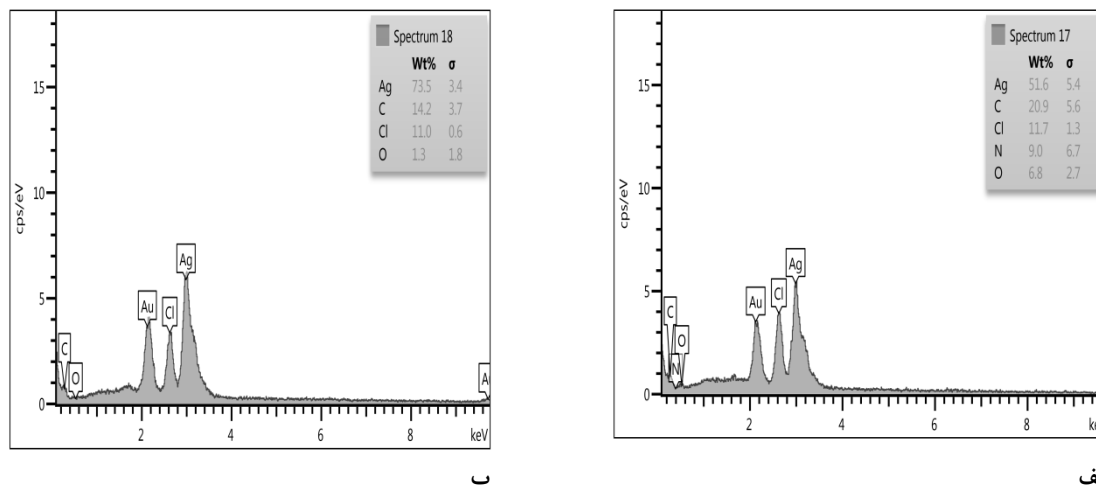 Spectrum 18
Wt% σ
Ag 73.5 3.4
C 14.2 3.7
Cl 11.0 0.6
O 1.3 1.8
15
10
5
0
cps/eV
C
O
Au
Cl
Ag
A
2 4 6 8 keV
ب
Spectrum 17
Wt% σ
Ag 51.6 5.4
C 20.9 5.6
Cl 11.7 1.3
N 9.0 6.7
O 6.8 2.7
15
10
5
0
cps/eV
C
N
O
Au
Cl
Ag
2 4 6 8 ke
ف